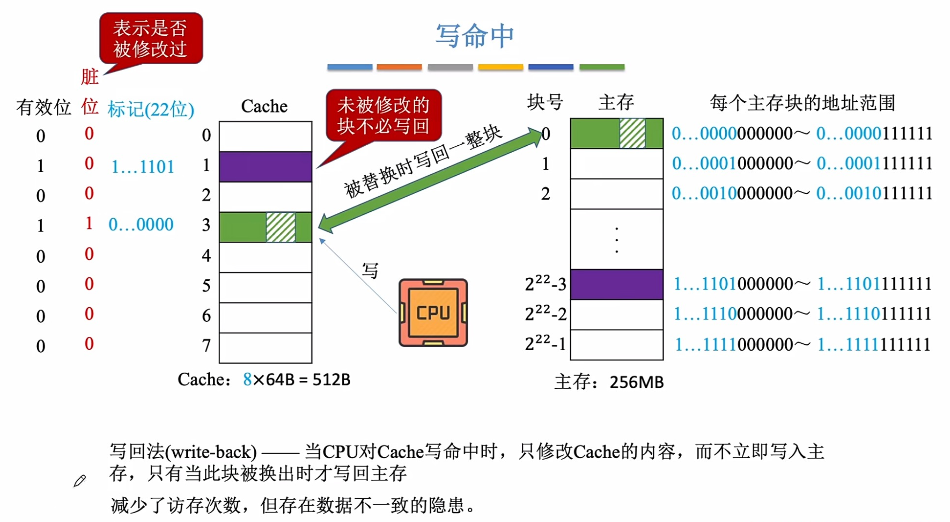 写命中
表示是否
被修改过
有效位 脏位 标记(22位) Cache
未被修改的
块不必写回
块号 主存 每个主存块的地址范围
0 0 0 0 0…0000000000～ 0…0000111111
1 0 1…1101 1 1 0…0001000000～ 0…0001111111
0 0 2 2 0…0010000000～ 0…0010111111
被替换时写回一整块
1 1 0…0000 3
0 0 4
写
0 0 5 2²²-3 1…1101000000～ 1…1101111111
CPU
0 0 6 2²²-2 1…1110000000～ 1…1110111111
0 0 7 2²²-1 1…1111000000～ 1…1111111111
Cache：8×64B = 512B
主存：256MB
写回法(write-back) —— 当CPU对Cache写命中时，只修改Cache的内容，而不立即写入主
存，只有当此块被换出时才写回主存
减少了访存次数，但存在数据不一致的隐患。